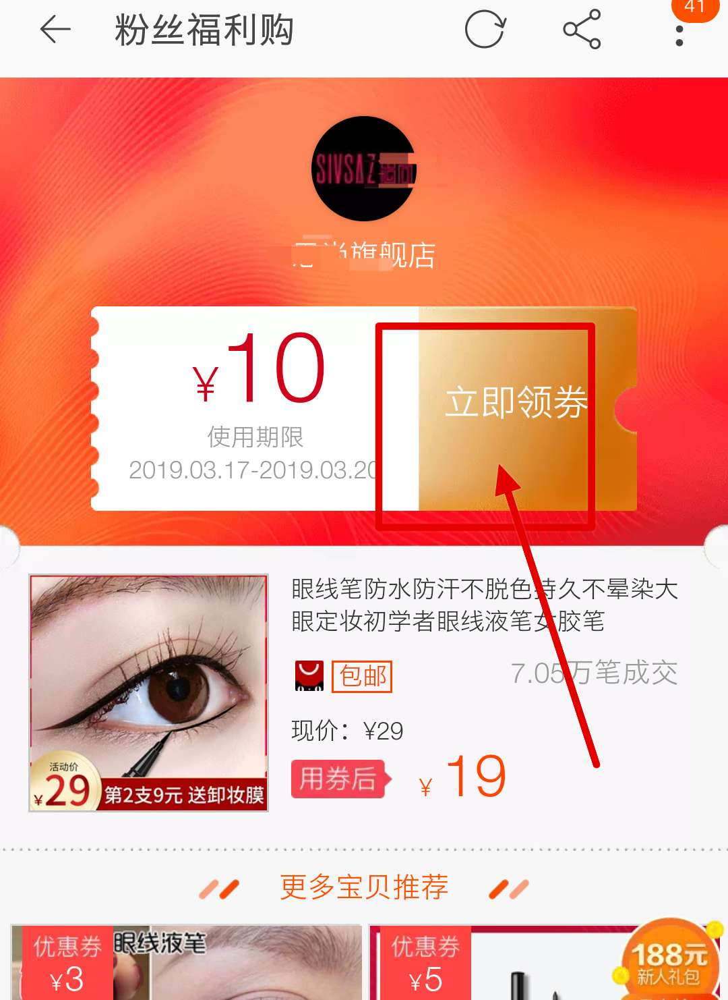 粉丝福利购
41
SIVSAZ
旗舰店
¥10
立即领券
使用期限
2019.03.17-2019.03.20
眼线笔防水防汗不脱色持久不晕染大
眼定妆初学者眼线液笔女胶笔
包邮
7.05万笔成交
现价：¥29
用券后
¥ 19
活动价
¥29
第2支9元 送卸妆膜
更多宝贝推荐
优惠券
¥3
眼线液笔
优惠券
¥5
188元
新人礼包